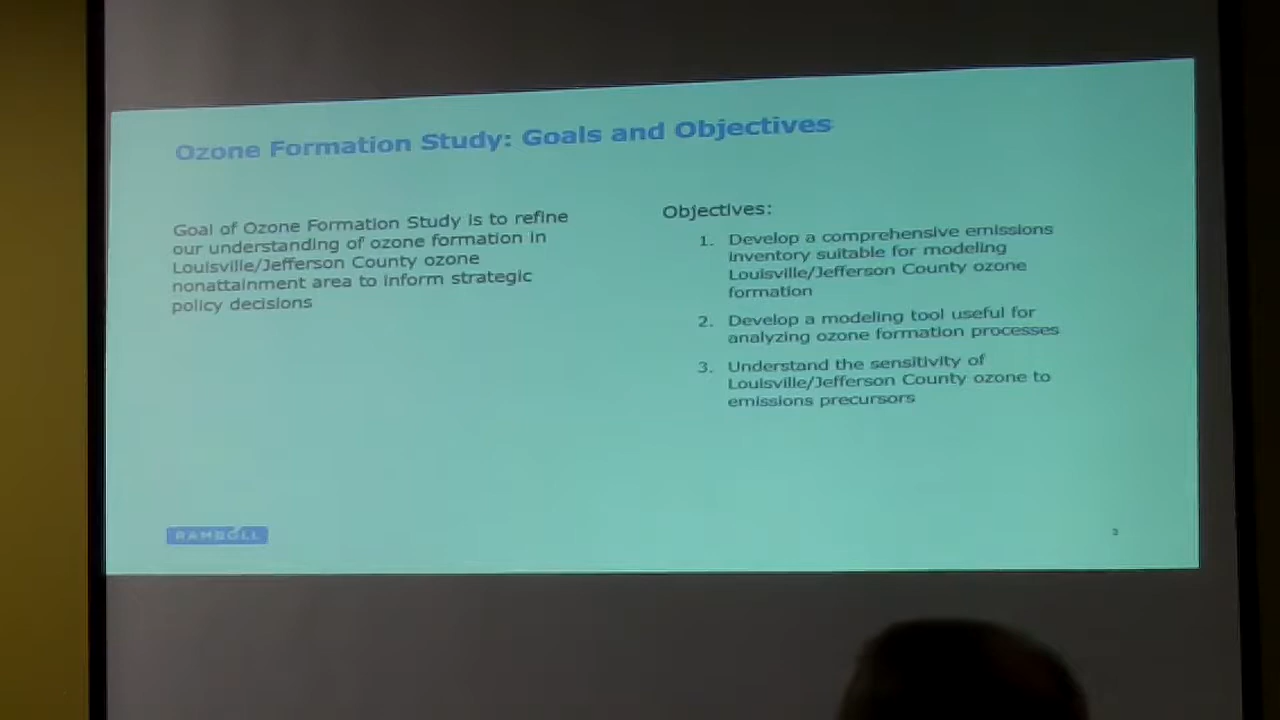 Ozone Formation Study: Goals and Objectives
Goal of Ozone Formation Study is to refine
our understanding of ozone formation in
Louisville/Jefferson County ozone
nonattainment area to inform strategic
policy decisions
Objectives:
1. Develop a comprehensive emissions
inventory suitable for modeling
Louisville/Jefferson County ozone
formation
2. Develop a modeling tool useful for
analyzing ozone formation processes
3. Understand the sensitivity of
Louisville/Jefferson County ozone to
emissions precursors
RAMBOLL